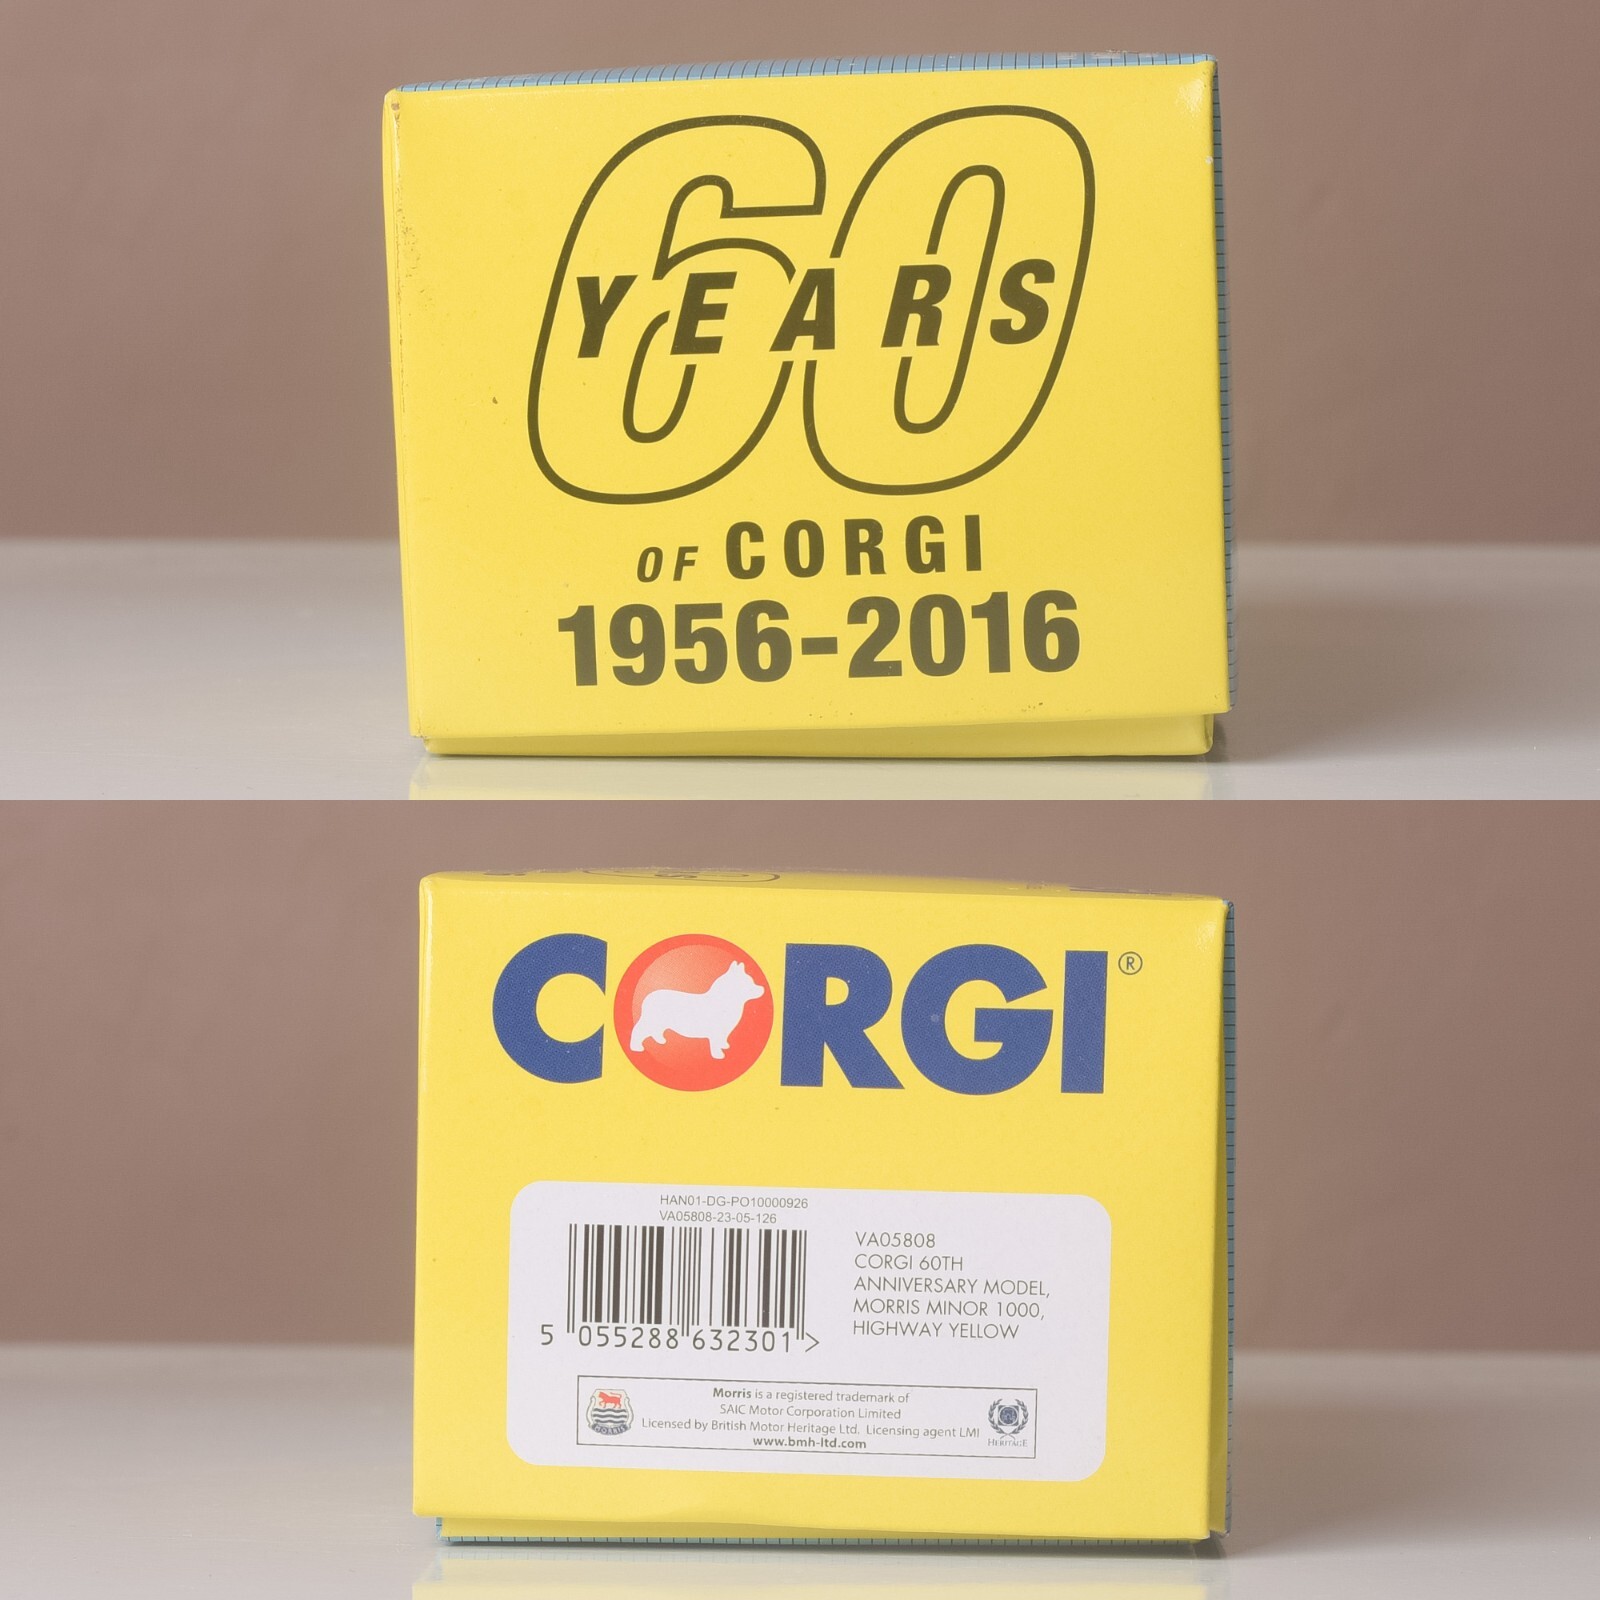 60
YEARS
OF CORGI
1956-2016
CORGI®
HAN01-DG-PO10000926
VA05808-23-05-126
5 055288 632301 >
VA05808
CORGI 60TH
ANNIVERSARY MODEL,
MORRIS MINOR 1000,
HIGHWAY YELLOW
MORRIS
Morris is a registered trademark of
SAIC Motor Corporation Limited
Licensed by British Motor Heritage Ltd. Licensing agent LMI
www.bmh-ltd.com
HERITAGE